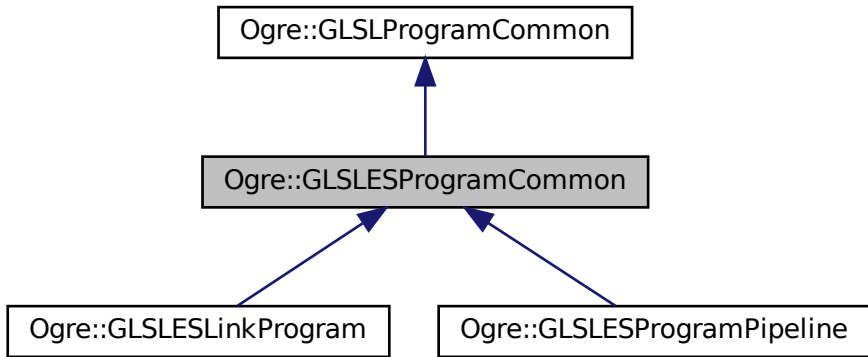 Ogre::GLSLProgramCommon
Ogre::GLSLESProgramCommon
Ogre::GLSLESLinkProgram
Ogre::GLSLESProgramPipeline